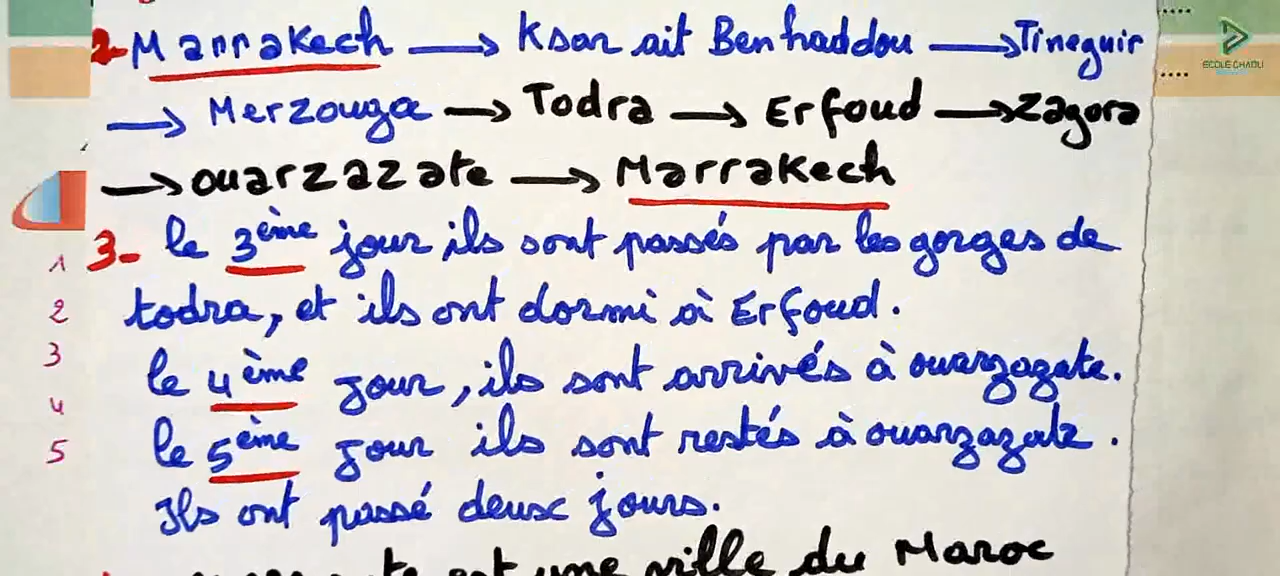 2- Marrakech → Ksar ait Benhaddou → Tineguir
→ Merzouga → Todra → Erfoud → Zagora
→ ouarzazate → Marrakech
3- le 3ème jour ils sont passés par les gorges de
todra, et ils ont dormi à Erfoud.
le 4ème jour, ils sont arrivés à ouarzazate.
le 5ème jour ils sont restés à ouarzazate.
Ils ont passé deux jours.
est une ville du Maroc
1
2
3
4
5
ECOLE CHAOLI